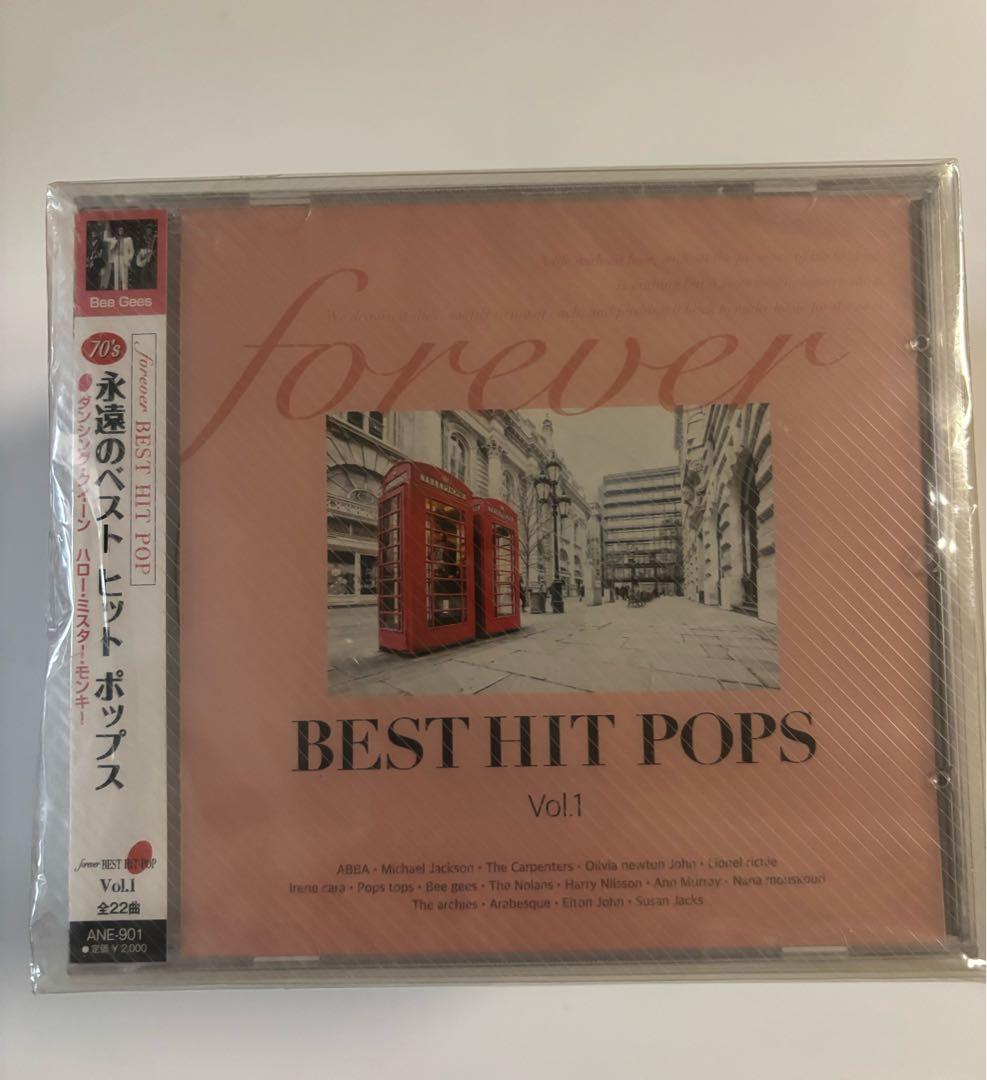 Bee Gees
70's
forever BEST HIT POP
永遠のベスト ヒット ポップス
●ダンシング・クイーン ハロー・ミスター・モンキー
forever BEST HIT POP
Vol.1
全22曲
ANE-901
●定価¥2,000
forever
TELEPHONE
BEST HIT POPS
Vol.1
ABBA・Michael Jackson・The Carpenters・Olivia newton John・Lionel richie
Irene cara・Pops tops・Bee gees・The Nolans・Harry Nilsson・Ann Murray・Nana mouskouri
The archies・Arabesque・Elton John・Susan Jacks